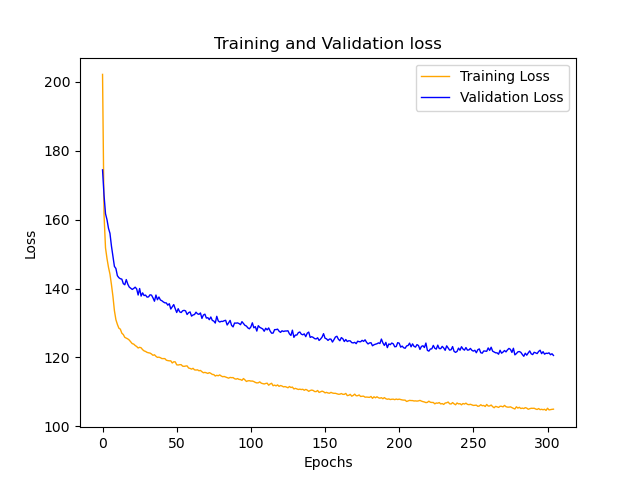 Training and Validation loss
Training Loss
Validation Loss
200
180
160
140
120
100
Loss
0 50 100 150 200 250 300
Epochs